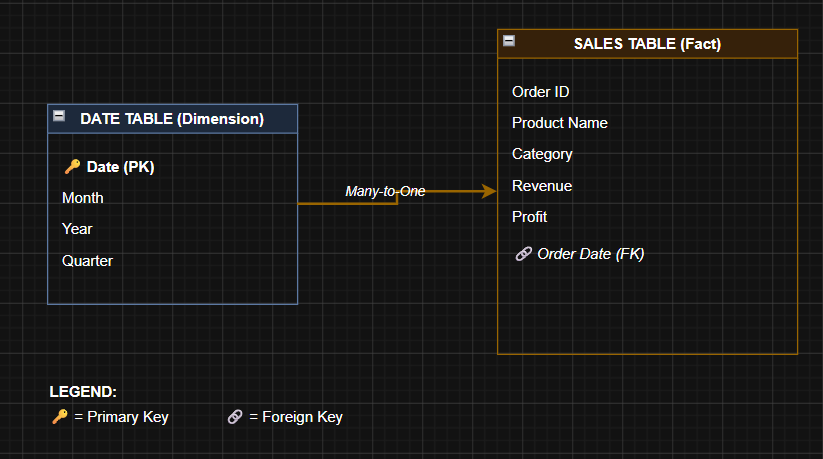 DATE TABLE (Dimension)
🔑 Date (PK)
Month
Year
Quarter
Many-to-One
SALES TABLE (Fact)
Order ID
Product Name
Category
Revenue
Profit
🔗 Order Date (FK)
LEGEND:
🔑 = Primary Key
🔗 = Foreign Key